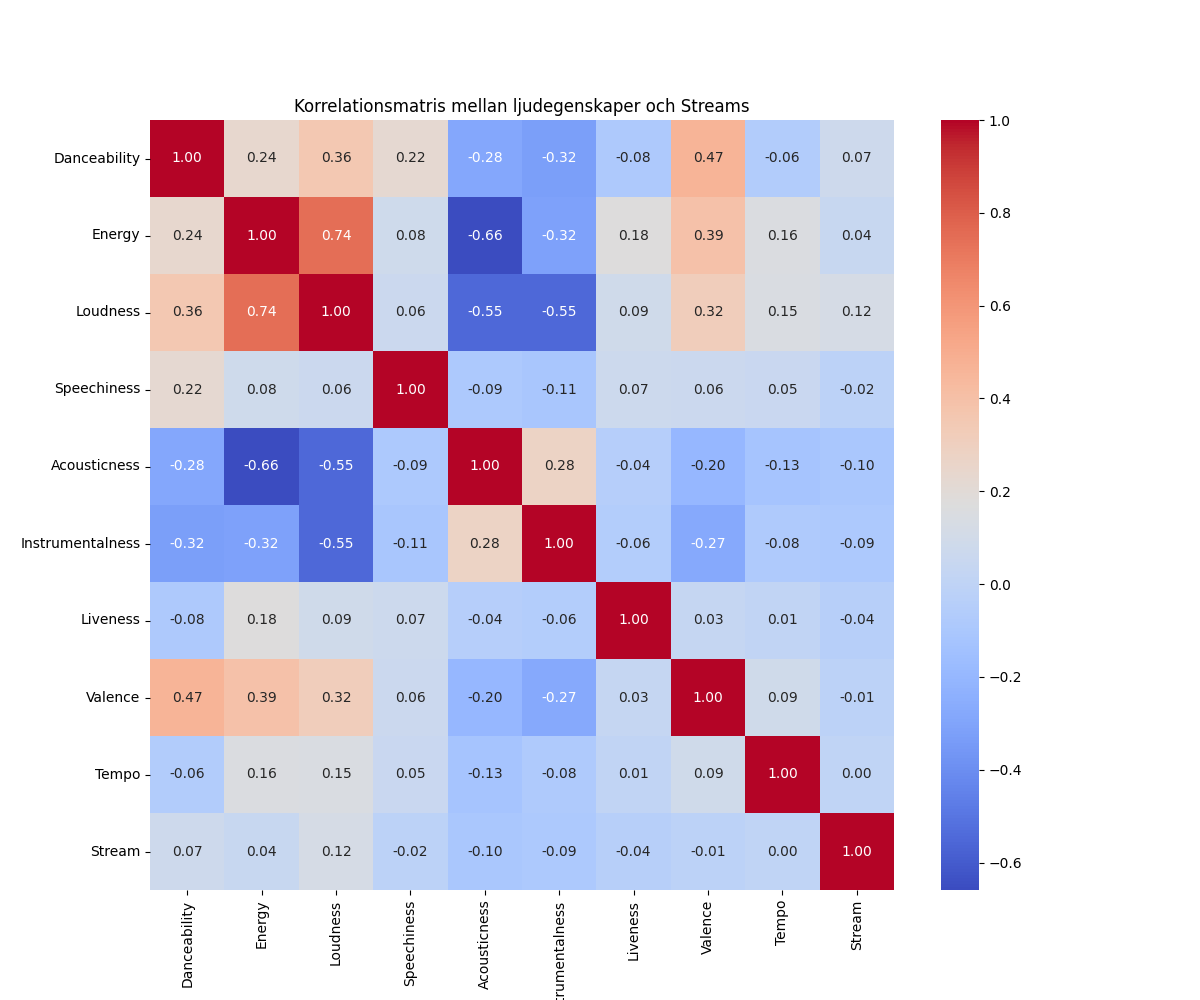 Korrelationsmatris mellan ljudegenskaper och Streams
Danceability 1.00 0.24 0.36 0.22 -0.28 -0.32 -0.08 0.47 -0.06 0.07
Energy 0.24 1.00 0.74 0.08 -0.66 -0.32 0.18 0.39 0.16 0.04
Loudness 0.36 0.74 1.00 0.06 -0.55 -0.55 0.09 0.32 0.15 0.12
Speechiness 0.22 0.08 0.06 1.00 -0.09 -0.11 0.07 0.06 0.05 -0.02
Acousticness -0.28 -0.66 -0.55 -0.09 1.00 0.28 -0.04 -0.20 -0.13 -0.10
Instrumentalness -0.32 -0.32 -0.55 -0.11 0.28 1.00 -0.06 -0.27 -0.08 -0.09
Liveness -0.08 0.18 0.09 0.07 -0.04 -0.06 1.00 0.03 0.01 -0.04
Valence 0.47 0.39 0.32 0.06 -0.20 -0.27 0.03 1.00 0.09 -0.01
Tempo -0.06 0.16 0.15 0.05 -0.13 -0.08 0.01 0.09 1.00 0.00
Stream 0.07 0.04 0.12 -0.02 -0.10 -0.09 -0.04 -0.01 0.00 1.00
Danceability
Energy
Loudness
Speechiness
Acousticness
trumentalness
Liveness
Valence
Tempo
Stream
1.0
0.8
0.6
0.4
0.2
0.0
−0.2
−0.4
−0.6